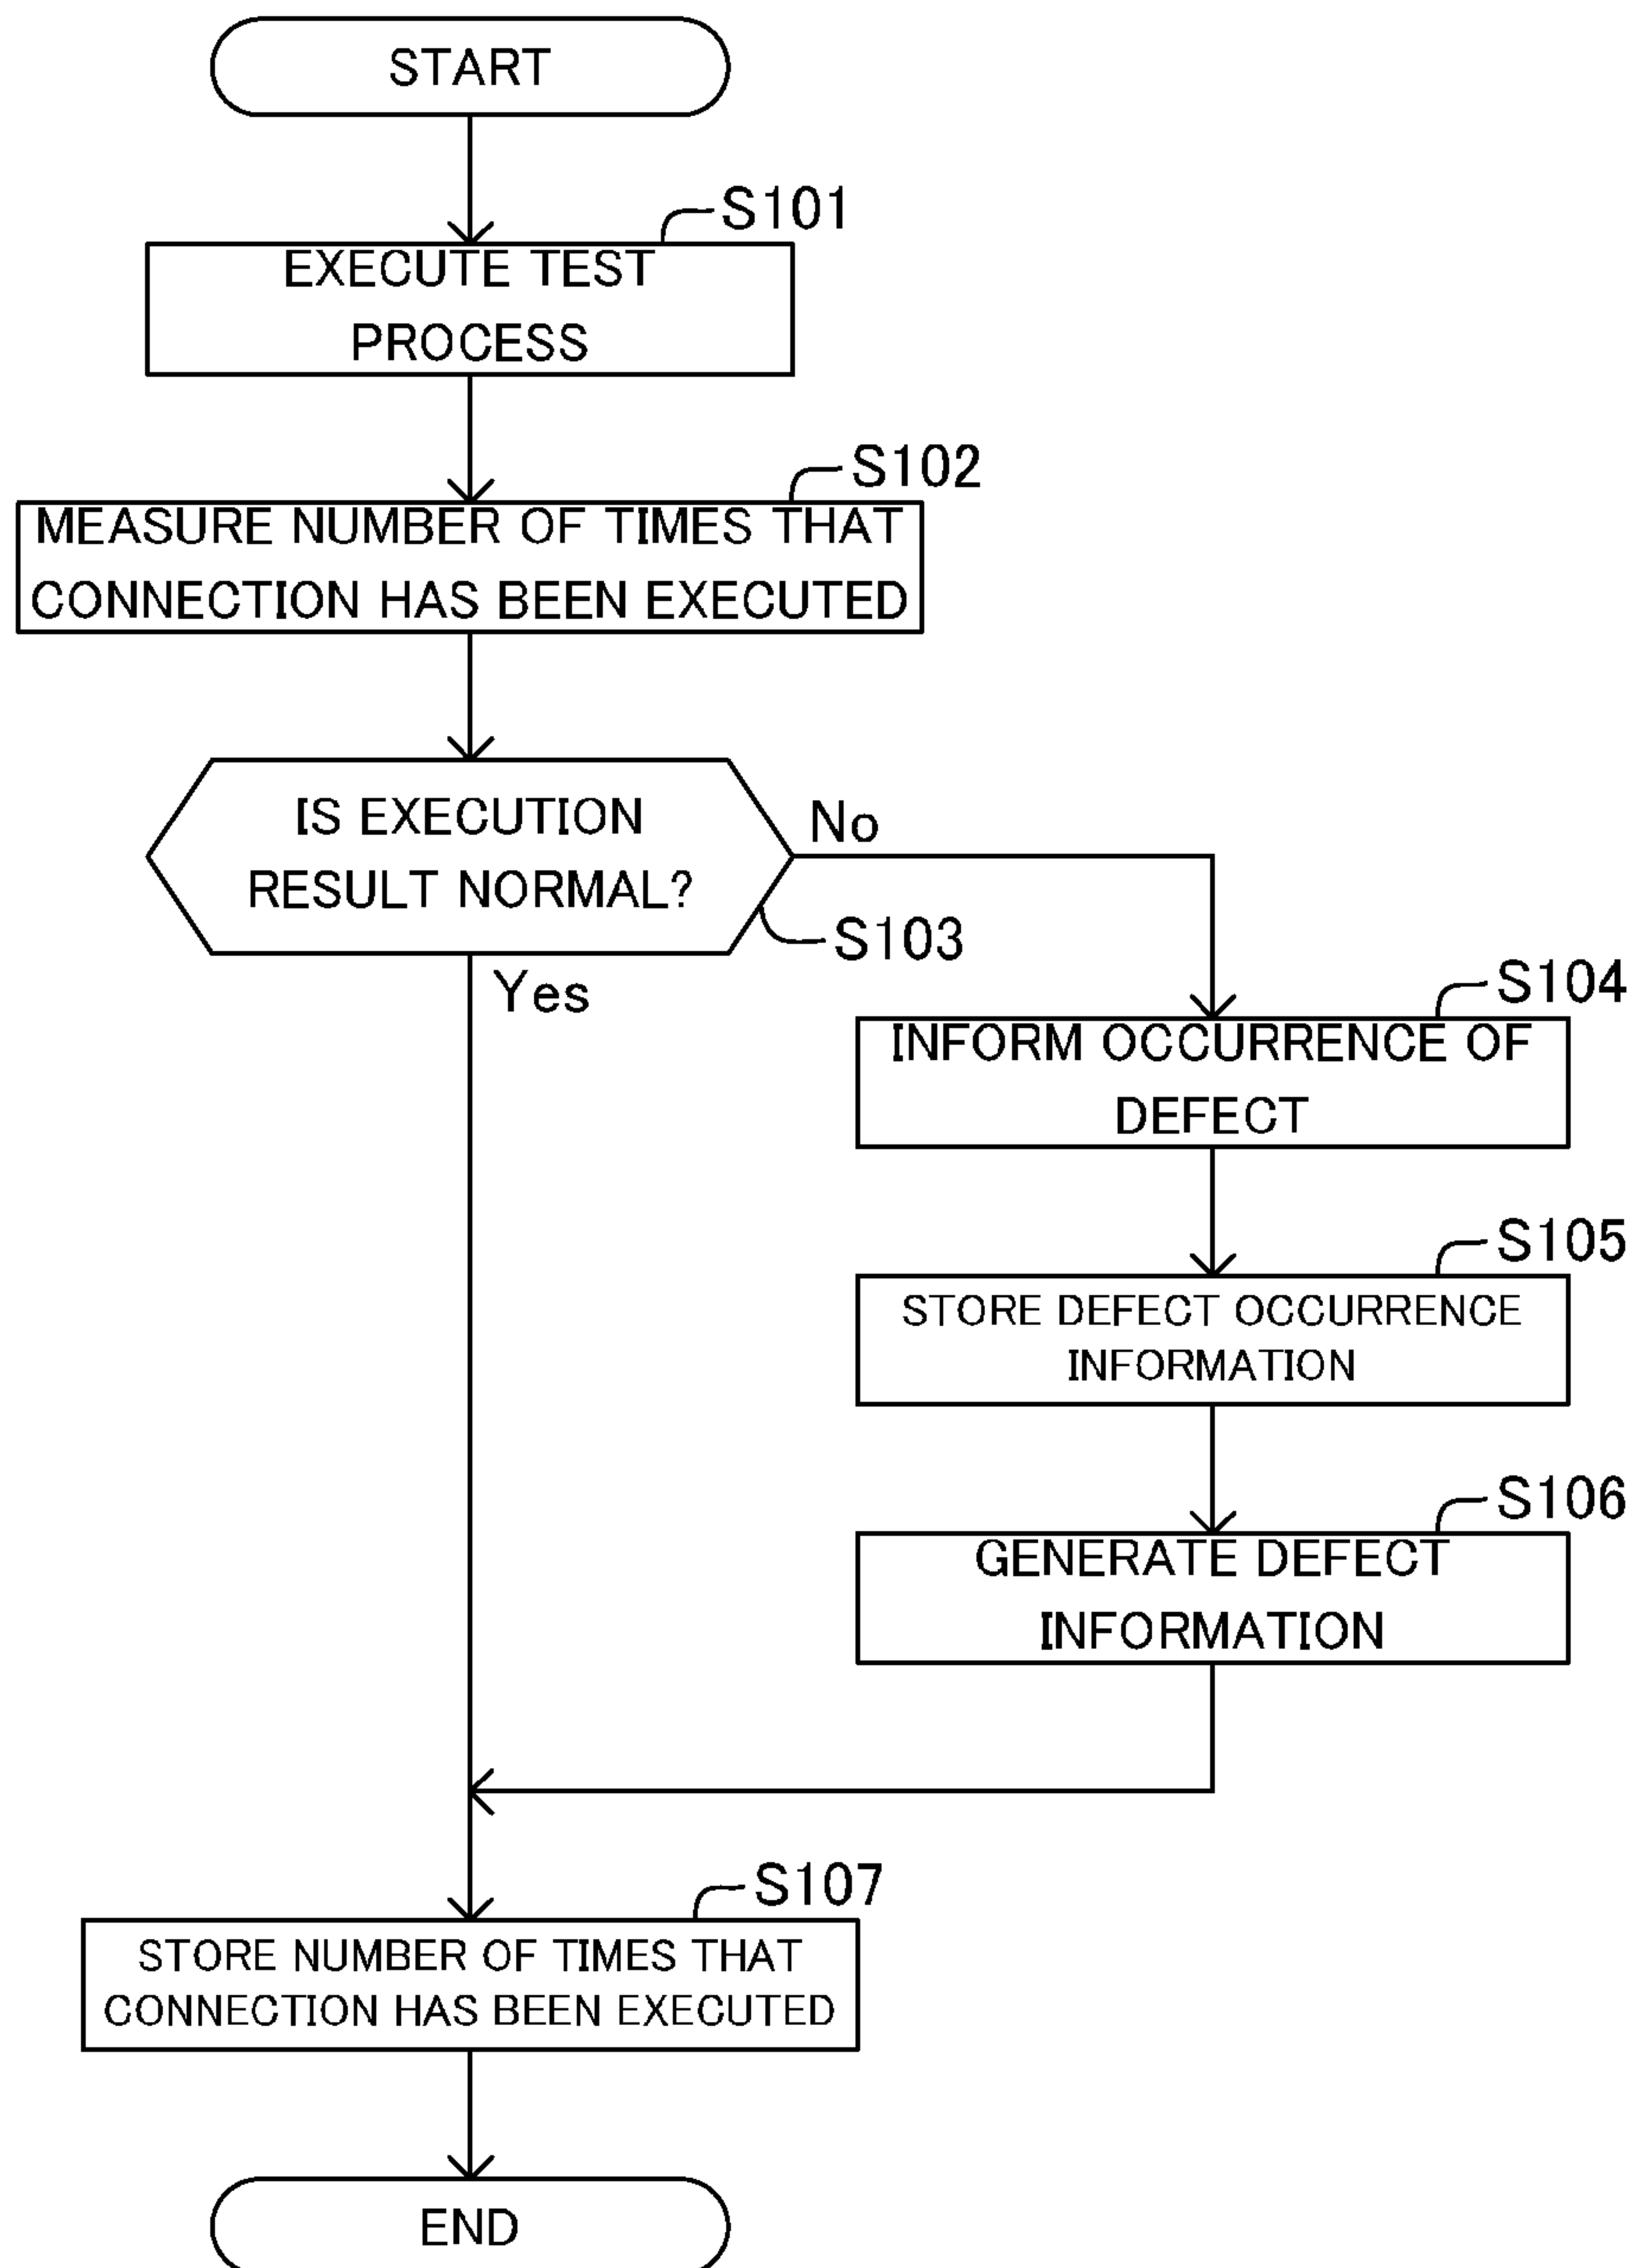 START
S101
EXECUTE TEST
PROCESS
S102
MEASURE NUMBER OF TIMES THAT
CONNECTION HAS BEEN EXECUTED
IS EXECUTION
RESULT NORMAL?
No
S103
Yes
S104
INFORM OCCURRENCE OF
DEFECT
S105
STORE DEFECT OCCURRENCE
INFORMATION
S106
GENERATE DEFECT
INFORMATION
S107
STORE NUMBER OF TIMES THAT
CONNECTION HAS BEEN EXECUTED
END